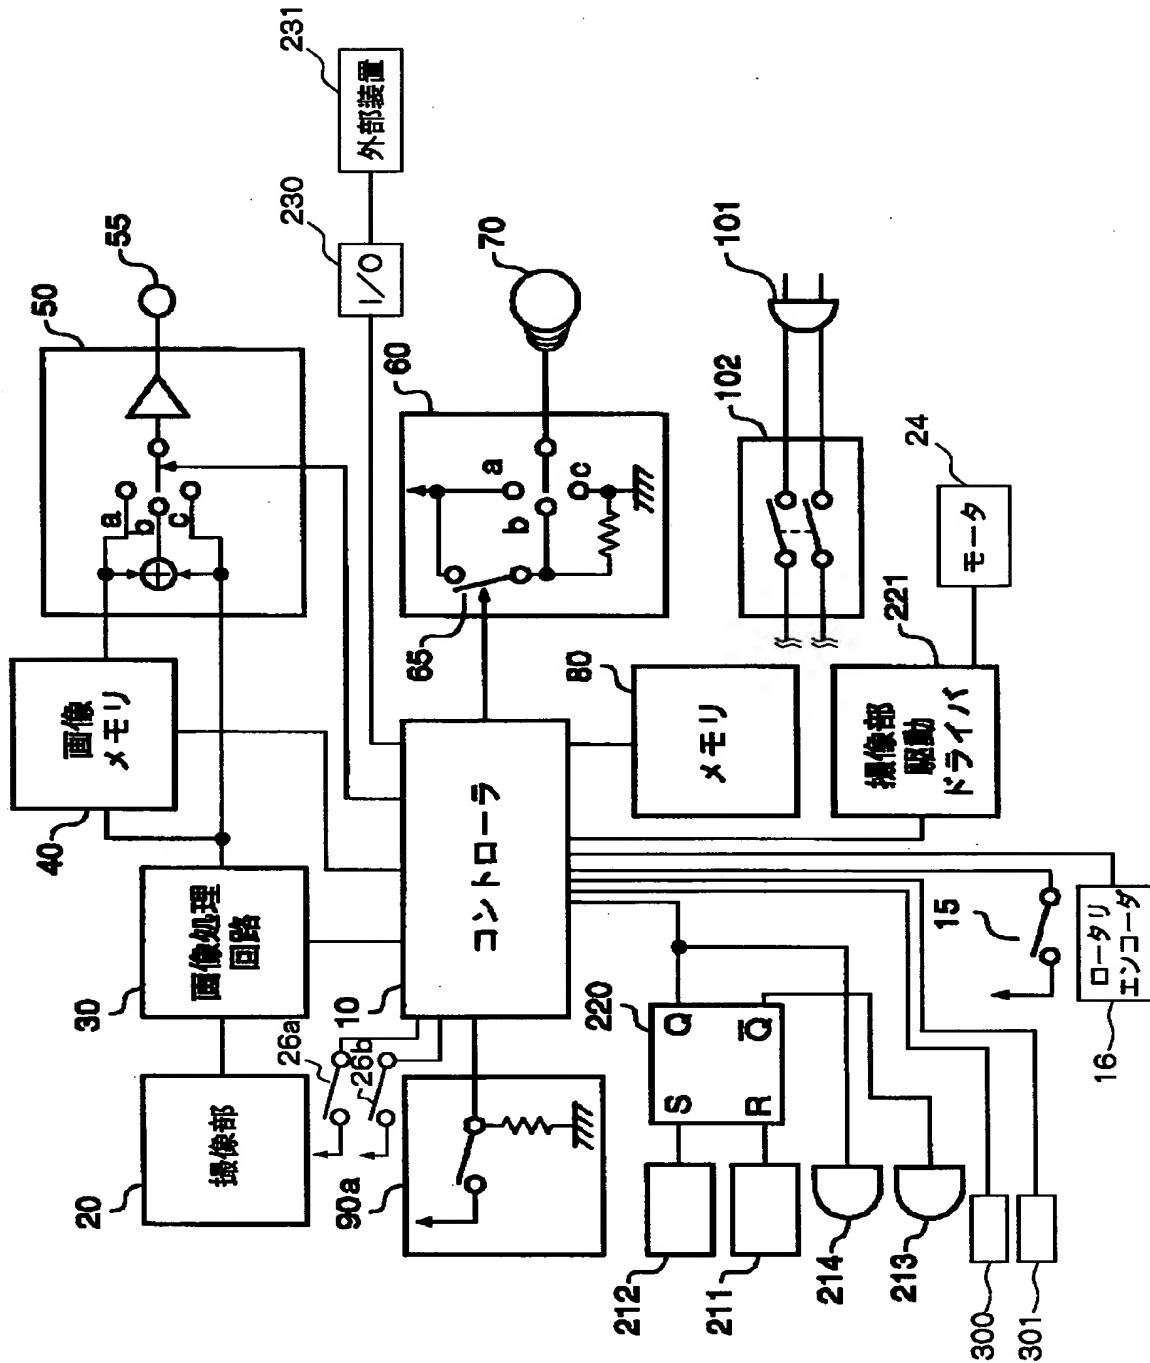 20
撮像部
30
画像処理
回路
40
画像
メモリ
50
a
b
c
55
26a
26b
90a
10
コントローラ
60
65
a
b
c
70
230
I/O
231
外部装置
80
メモリ
102
101
212
211
220
S
Q
R
Q̅
214
213
300
301
15
16
ロータリ
エンコーダ
221
撮像部
駆動
ドライバ
24
モータ